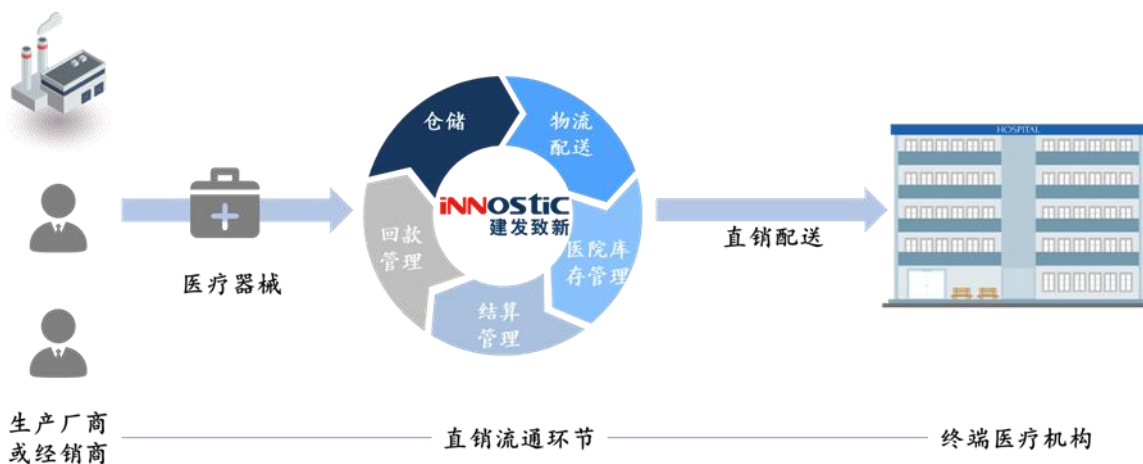 仓储
物流
配送
HOSPITAL
iNNOSTIC
建发致新
回款
管理
医院库
存管理
结算
管理
医疗器械
直销配送
生产厂商
或经销商
直销流通环节
终端医疗机构